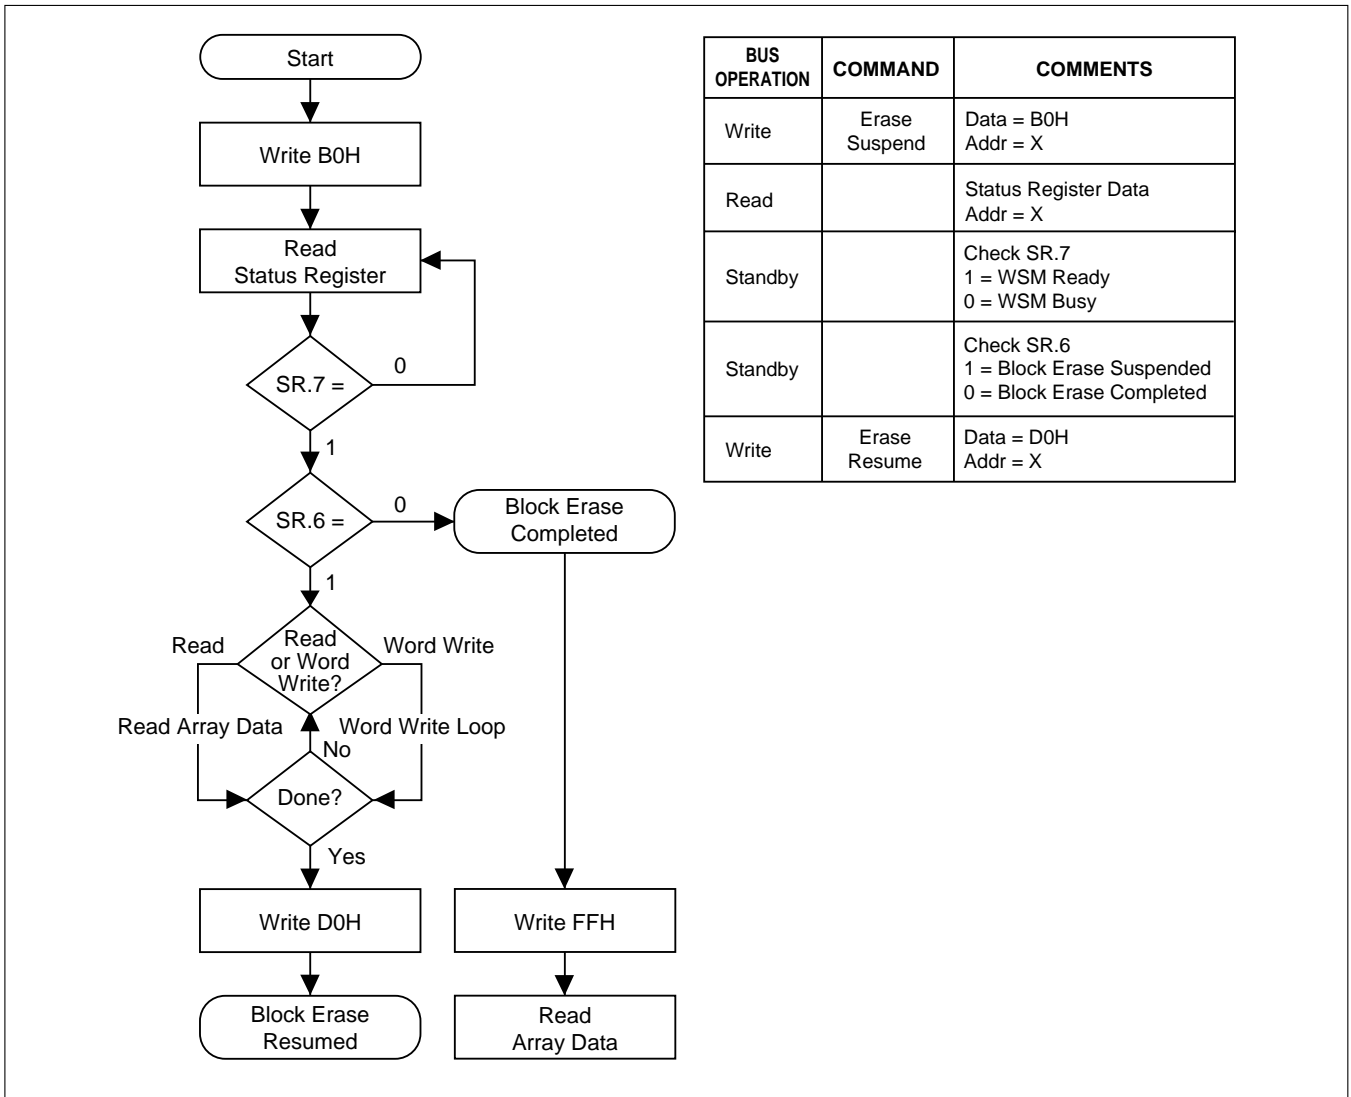 Start
Write B0H
Read
Status Register
SR.7 =
0
1
SR.6 =
0
Block Erase
Completed
1
Read
Read
or Word
Write?
Word Write
Read Array Data
Word Write Loop
No
Done?
Yes
Write D0H
Write FFH
Block Erase
Resumed
Read
Array Data
BUS
OPERATION
COMMAND
COMMENTS
Write
Erase
Suspend
Data = B0H
Addr = X
Read
Status Register Data
Addr = X
Standby
Check SR.7
1 = WSM Ready
0 = WSM Busy
Standby
Check SR.6
1 = Block Erase Suspended
0 = Block Erase Completed
Write
Erase
Resume
Data = D0H
Addr = X